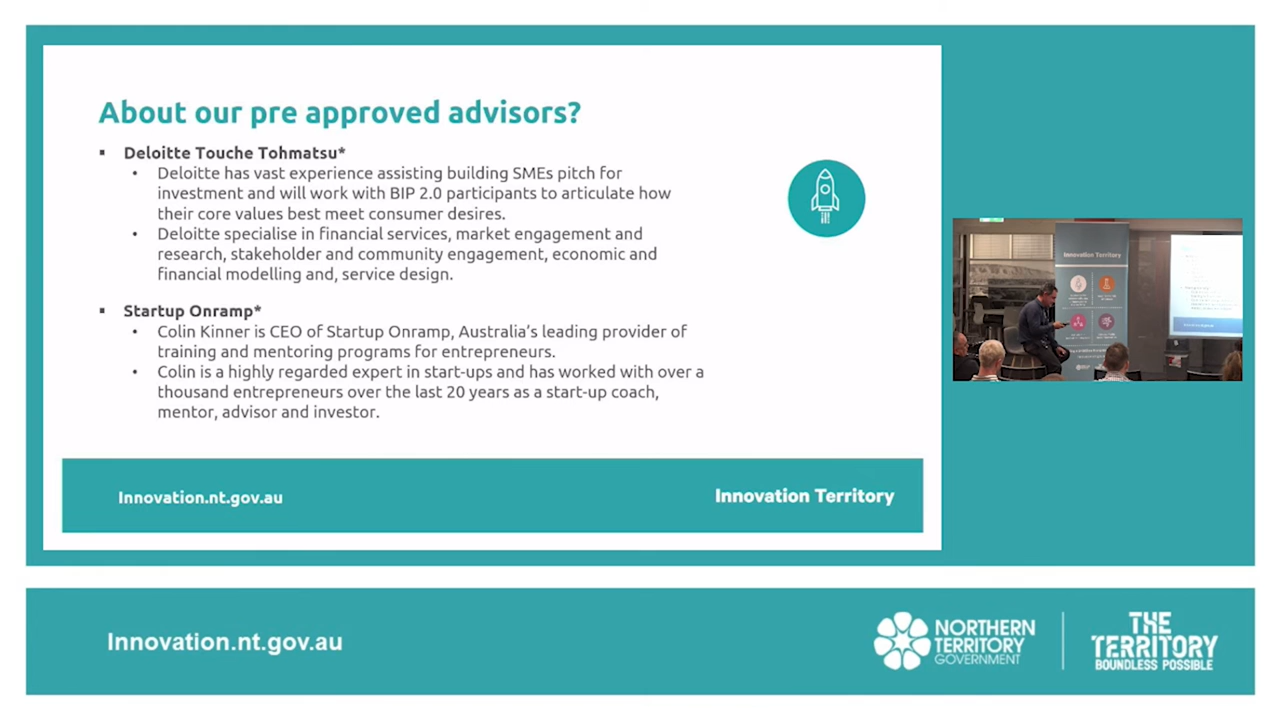 About our pre approved advisors?
▪ Deloitte Touche Tohmatsu*
• Deloitte has vast experience assisting building SMEs pitch for
investment and will work with BIP 2.0 participants to articulate how
their core values best meet consumer desires.
• Deloitte specialise in financial services, market engagement and
research, stakeholder and community engagement, economic and
financial modelling and, service design.
▪ Startup Onramp*
• Colin Kinner is CEO of Startup Onramp, Australia's leading provider of
training and mentoring programs for entrepreneurs.
• Colin is a highly regarded expert in start-ups and has worked with over a
thousand entrepreneurs over the last 20 years as a start-up coach,
mentor, advisor and investor.
Innovation.nt.gov.au
Innovation Territory
Innovation Territory
Innovation.nt.gov.au
NORTHERN
TERRITORY
GOVERNMENT
THE
TERRITORY
BOUNDLESS POSSIBLE